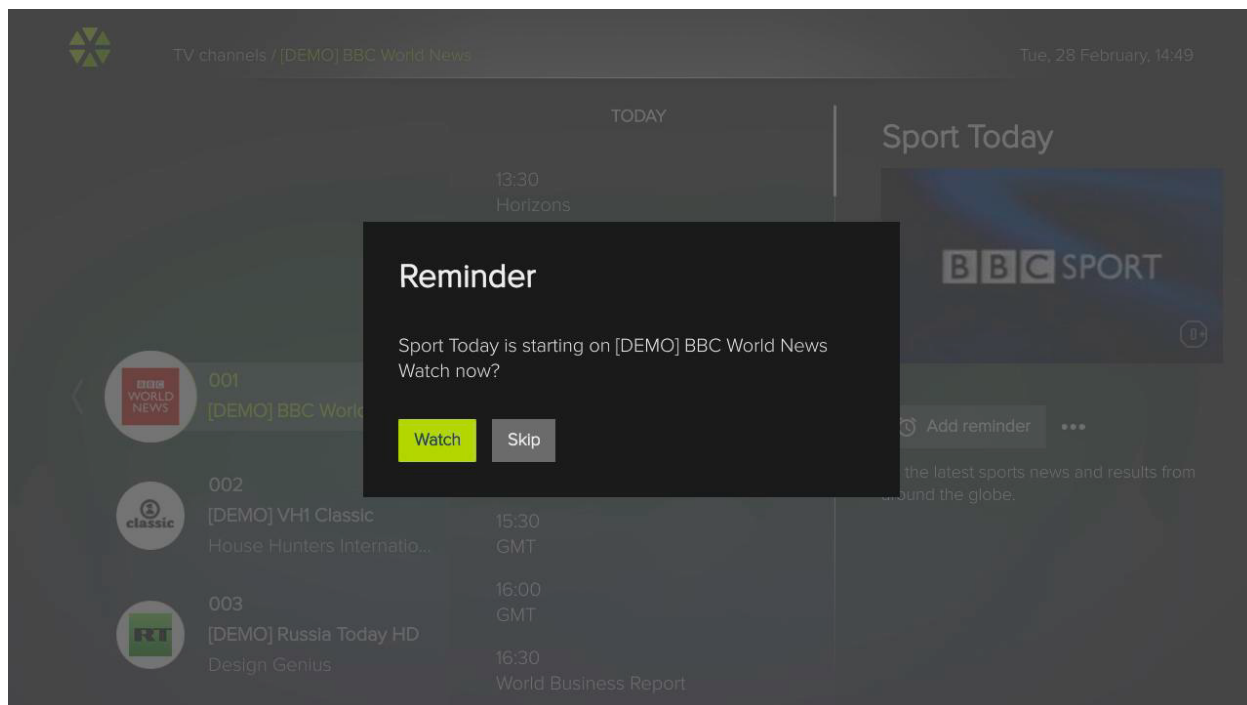 TV channels / [DEMO] BBC World News
Tue, 28 February, 14:49
TODAY
13:30
Horizons
Sport Today
BBC SPORT
Reminder
Sport Today is starting on [DEMO] BBC World News
Watch now?
Watch
Skip
BBC
WORLD
NEWS
001
[DEMO] BBC World
Add reminder
the latest sports news and results from
around the globe.
2
classic
002
[DEMO] VH1 Classic
House Hunters Internatio...
15:30
GMT
16:00
GMT
RT
003
[DEMO] Russia Today HD
Design Genius
16:30
World Business Report